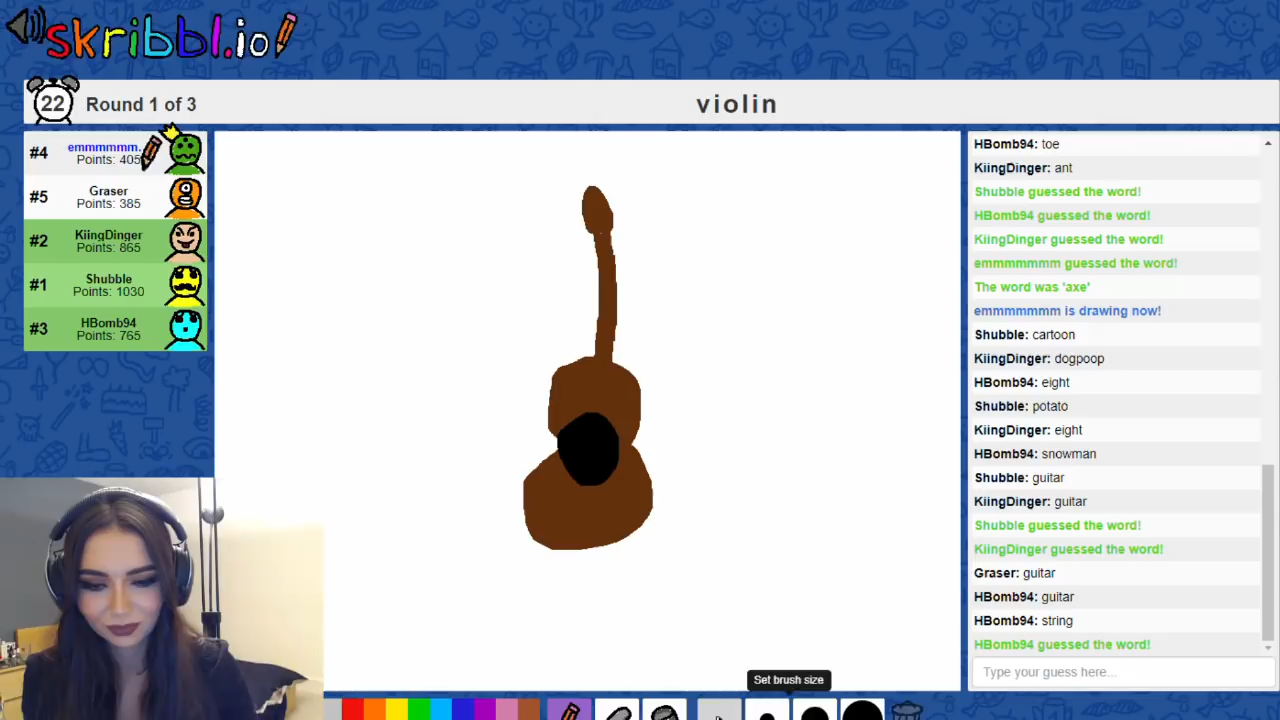 skribbl.io
22
Round 1 of 3
violin
#4
emmmmmm.
Points: 405
#5
Graser
Points: 385
#2
KiingDinger
Points: 865
#1
Shubble
Points: 1030
#3
HBomb94
Points: 765
HBomb94: toe
KiingDinger: ant
Shubble guessed the word!
HBomb94 guessed the word!
KiingDinger guessed the word!
emmmmmmm guessed the word!
The word was 'axe'
emmmmmmm is drawing now!
Shubble: cartoon
KiingDinger: dogpoop
HBomb94: eight
Shubble: potato
KiingDinger: eight
HBomb94: snowman
Shubble: guitar
KiingDinger: guitar
Shubble guessed the word!
KiingDinger guessed the word!
Graser: guitar
HBomb94: guitar
HBomb94: string
HBomb94 guessed the word!
Type your guess here...
Set brush size